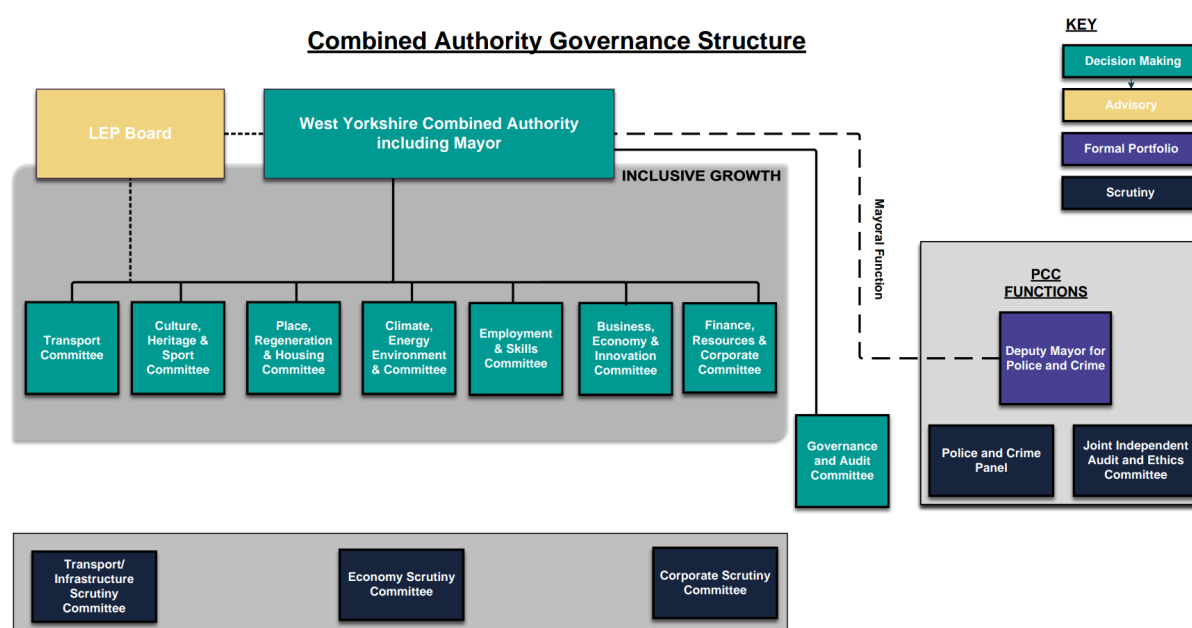 Combined Authority Governance Structure
KEY
Decision Making
Advisory
Formal Portfolio
Scrutiny
LEP Board
West Yorkshire Combined Authority
including Mayor
INCLUSIVE GROWTH
Mayoral Function
Transport
Committee
Culture,
Heritage &
Sport
Committee
Place,
Regeneration
& Housing
Committee
Climate,
Energy
Environment
& Committee
Employment
& Skills
Committee
Business,
Economy &
Innovation
Committee
Finance,
Resources &
Corporate
Committee
Governance
and Audit
Committee
PCC
FUNCTIONS
Deputy Mayor for
Police and Crime
Police and Crime
Panel
Joint Independent
Audit and Ethics
Committee
Transport/
Infrastructure
Scrutiny
Committee
Economy Scrutiny
Committee
Corporate Scrutiny
Committee